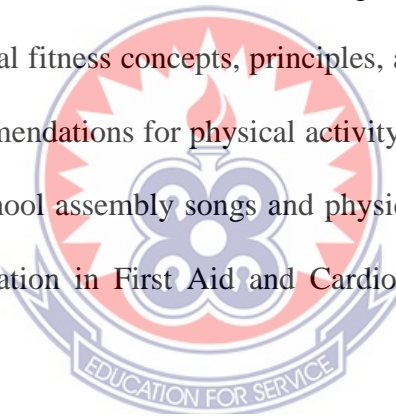 al fitness concepts, principles, a
mendations for physical activity
hool assembly songs and physic
ation in First Aid and Cardio
EDUCATION FOR SERVICE